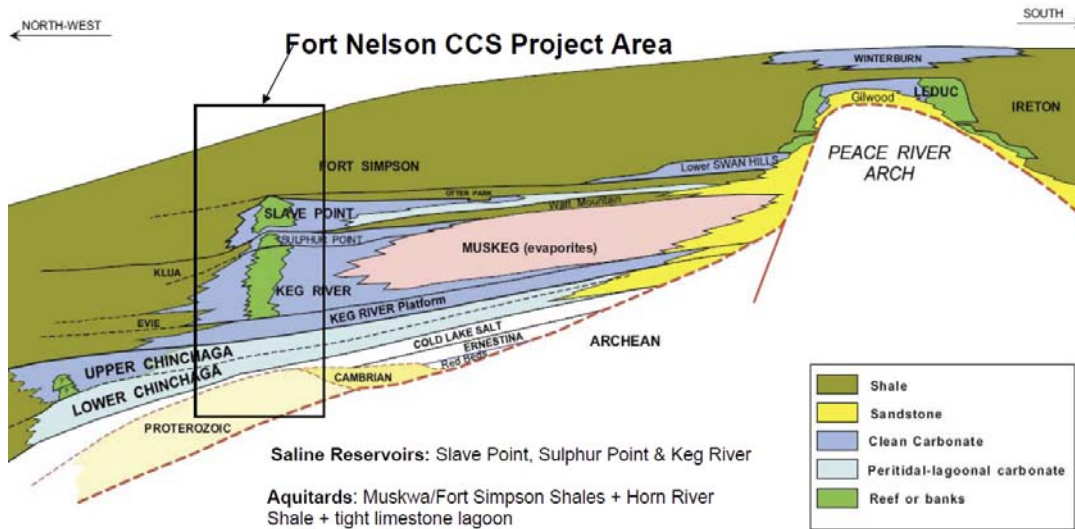 NORTH-WEST
SOUTH
Fort Nelson CCS Project Area
WINTERBURN
LEDUC
Gilwood
IRETON
PEACE RIVER
ARCH
FORT SIMPSON
Lower SWAN HILLS
OTTER PARK
Watt Mountain
SLAVE POINT
SULPHUR POINT
MUSKEG (evaporites)
KLUA
KEG RIVER
KEG RIVER Platform
EVIE
UPPER CHINCHAGA
LOWER CHINCHAGA
COLD LAKE SALT
ERNESTINA
Red Beds
ARCHEAN
CAMBRIAN
PROTEROZOIC
?
Shale
Sandstone
Clean Carbonate
Peritidal-lagoonal carbonate
Reef or banks
Saline Reservoirs: Slave Point, Sulphur Point & Keg River
Aquitards: Muskwa/Fort Simpson Shales + Horn River
Shale + tight limestone lagoon